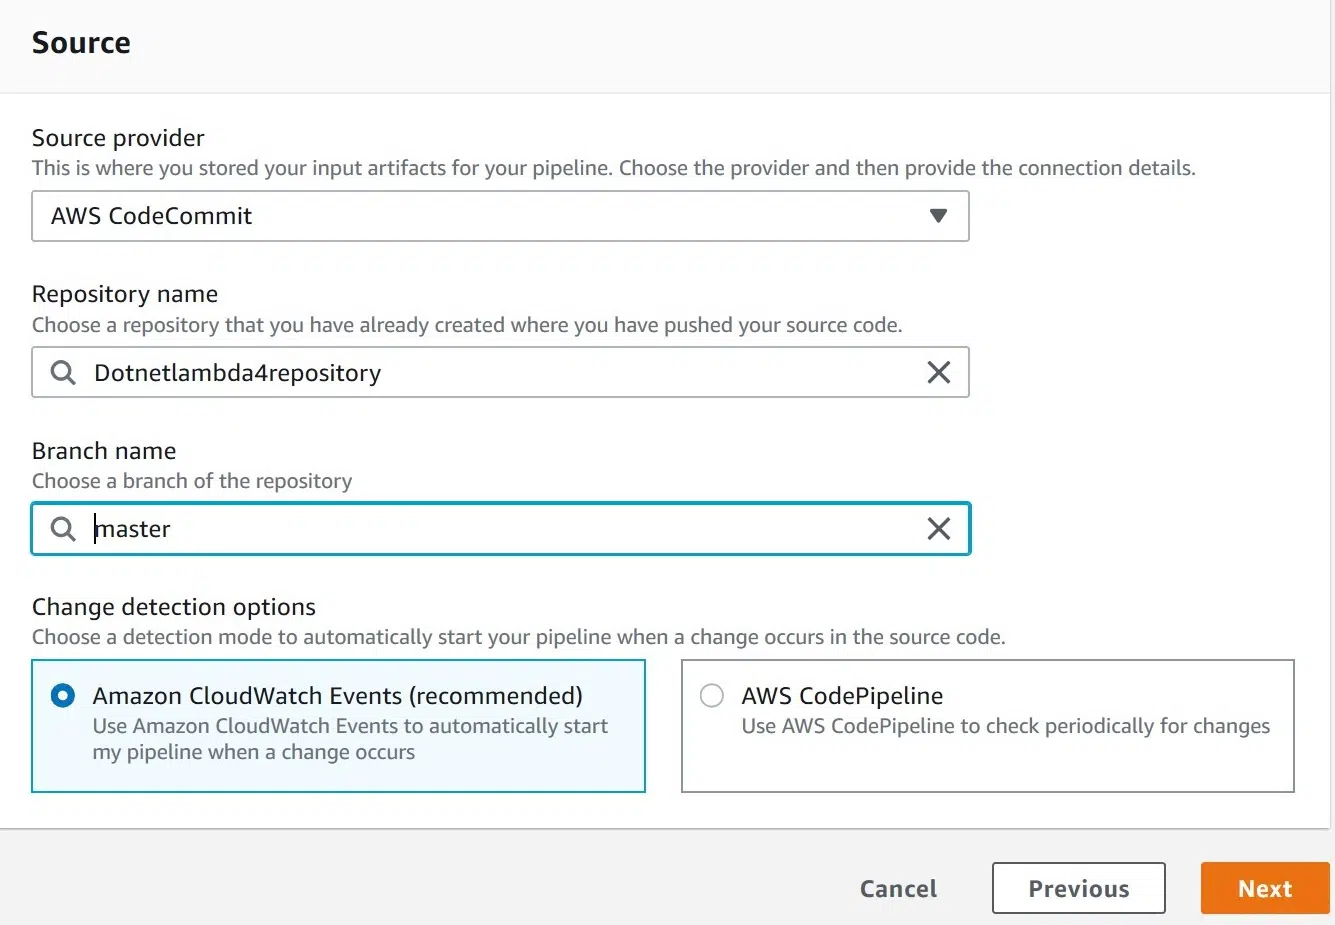 Source
Source provider
This is where you stored your input artifacts for your pipeline. Choose the provider and then provide the connection details.
AWS CodeCommit
Repository name
Choose a repository that you have already created where you have pushed your source code.
Dotnetlambda4repository
Branch name
Choose a branch of the repository
master
Change detection options
Choose a detection mode to automatically start your pipeline when a change occurs in the source code.
Amazon CloudWatch Events (recommended)
Use Amazon CloudWatch Events to automatically start
my pipeline when a change occurs
AWS CodePipeline
Use AWS CodePipeline to check periodically for changes
Cancel
Previous
Next